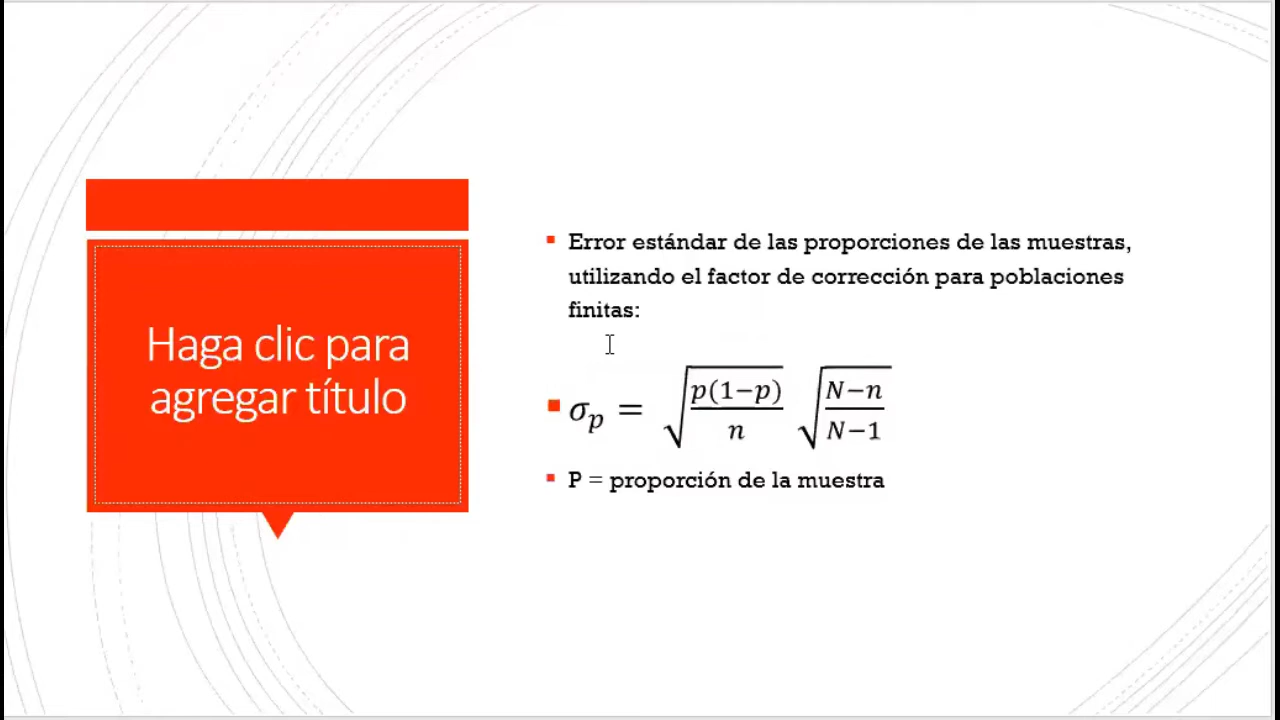 Haga clic para
agregar título
Error estándar de las proporciones de las muestras,
utilizando el factor de corrección para poblaciones
finitas:
σₚ = √(p(1−p)/n) √(N−n/N−1)
P = proporción de la muestra